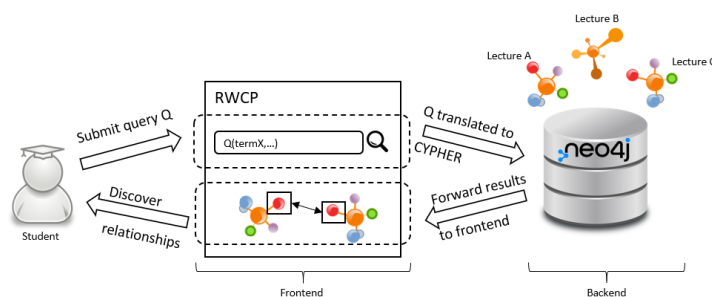 Lecture B
Lecture A
Lecture C
RWCP
Submit query Q
Q(termX,...)
Q translated to
CYPHER
neo4j
Discover
relationships
Forward results
to frontend
Student
Frontend
Backend